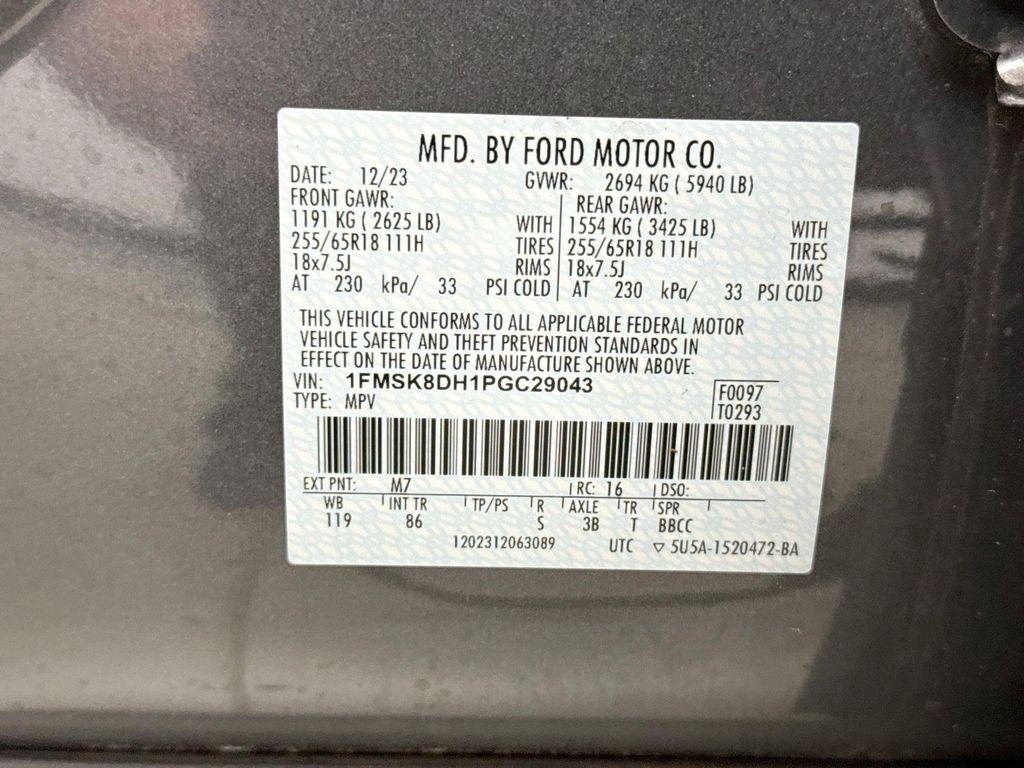 MFD. BY FORD MOTOR CO.
DATE: 12/23 GVWR: 2694 KG ( 5940 LB)
FRONT GAWR: REAR GAWR:
1191 KG ( 2625 LB) WITH 1554 KG ( 3425 LB) WITH
255/65R18 111H TIRES 255/65R18 111H TIRES
18x7.5J RIMS 18x7.5J RIMS
AT 230 kPa/ 33 PSI COLD AT 230 kPa/ 33 PSI COLD
THIS VEHICLE CONFORMS TO ALL APPLICABLE FEDERAL MOTOR
VEHICLE SAFETY AND THEFT PREVENTION STANDARDS IN
EFFECT ON THE DATE OF MANUFACTURE SHOWN ABOVE.
VIN: 1FMSK8DH1PGC29043 F0097
TYPE: MPV T0293
EXT PNT: M7 RC: 16 DSO:
WB INT TR TP/PS R AXLE TR SPR
119 86 S 3B T BBCC
1202312063089 UTC ▽ 5U5A-1520472-BA